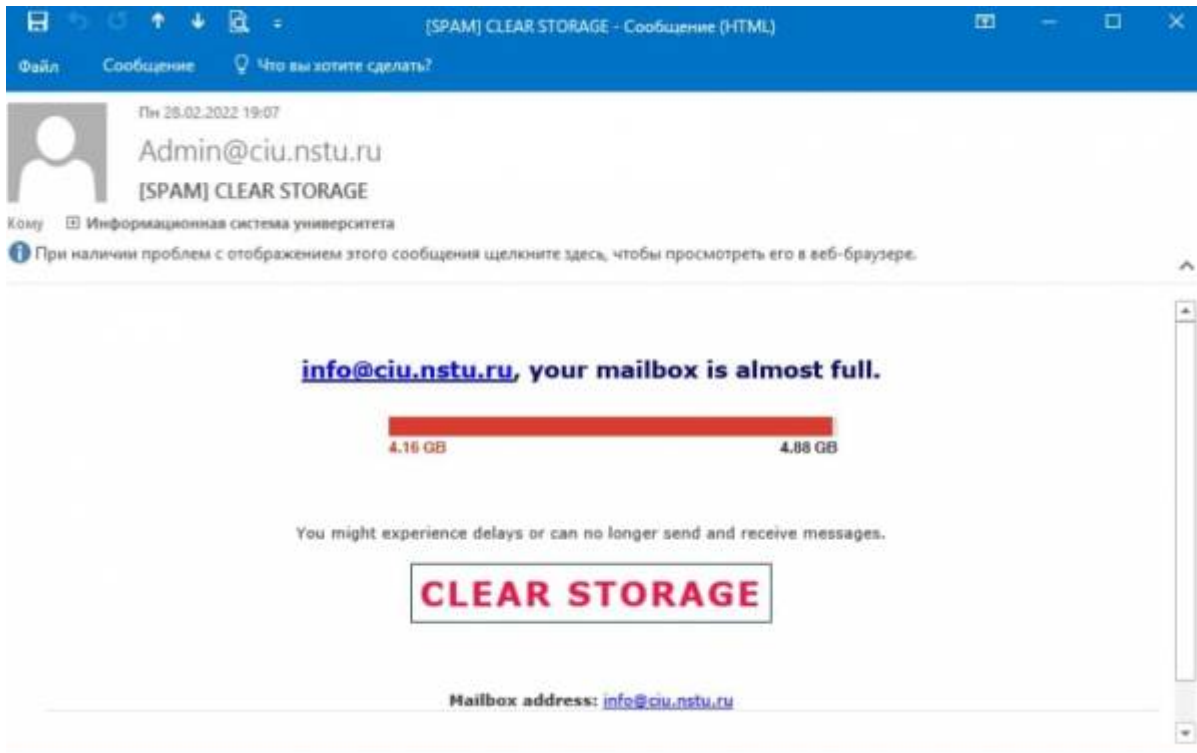 [SPAM] CLEAR STORAGE - Сообщение (HTML)
Файл Сообщение Что вы хотите сделать?
Пн 28.02.2022 19:07
Admin@ciu.nstu.ru
[SPAM] CLEAR STORAGE
Кому Информационная система университета
При наличии проблем с отображением этого сообщения щелкните здесь, чтобы просмотреть его в веб-браузере.
info@ciu.nstu.ru, your mailbox is almost full.
4.16 GB 4.88 GB
You might experience delays or can no longer send and receive messages.
CLEAR STORAGE
Mailbox address: info@ciu.nstu.ru